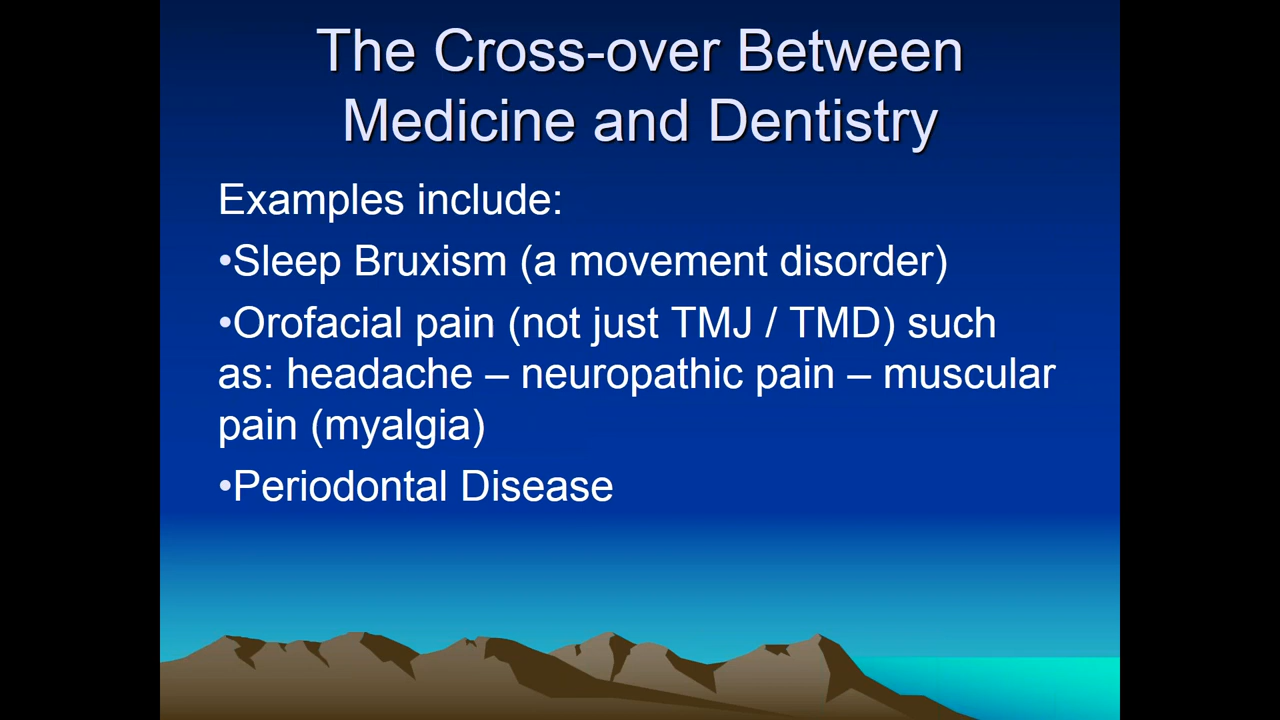 The Cross-over Between
Medicine and Dentistry
Examples include:
•Sleep Bruxism (a movement disorder)
•Orofacial pain (not just TMJ / TMD) such
as: headache – neuropathic pain – muscular
pain (myalgia)
•Periodontal Disease